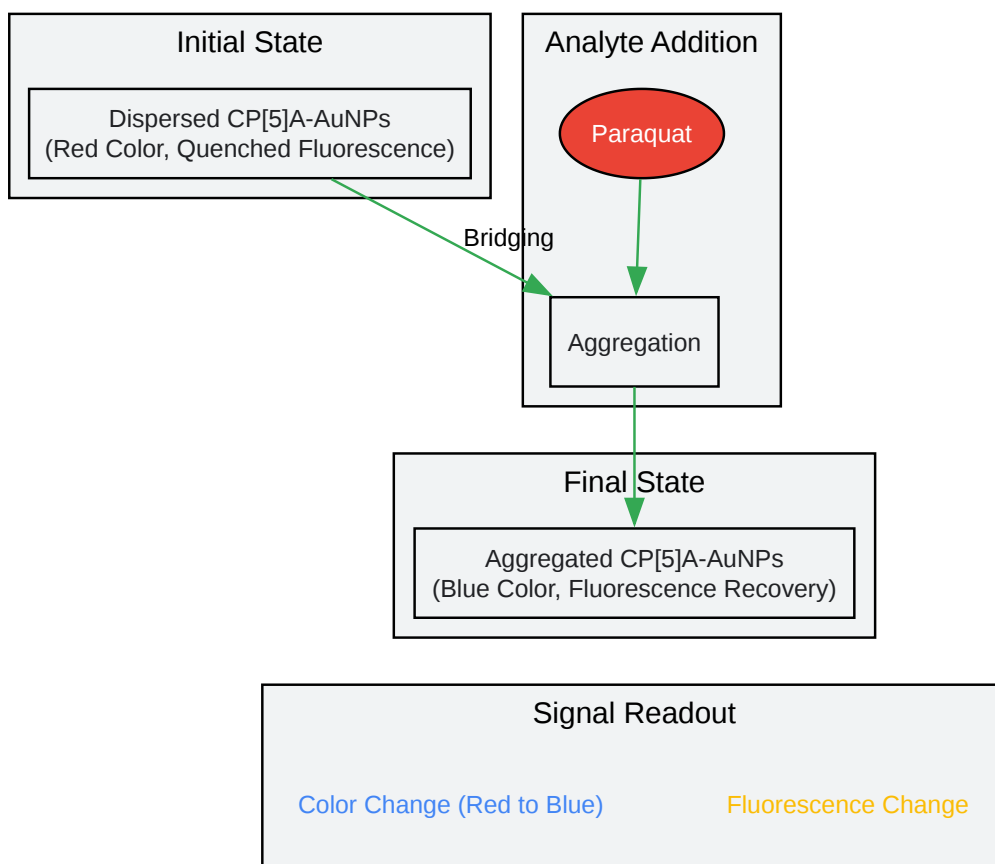 Initial State
Dispersed CP[5]A-AuNPs
(Red Color, Quenched Fluorescence)
Analyte Addition
Paraquat
Bridging
Aggregation
Final State
Aggregated CP[5]A-AuNPs
(Blue Color, Fluorescence Recovery)
Signal Readout
Color Change (Red to Blue)
Fluorescence Change